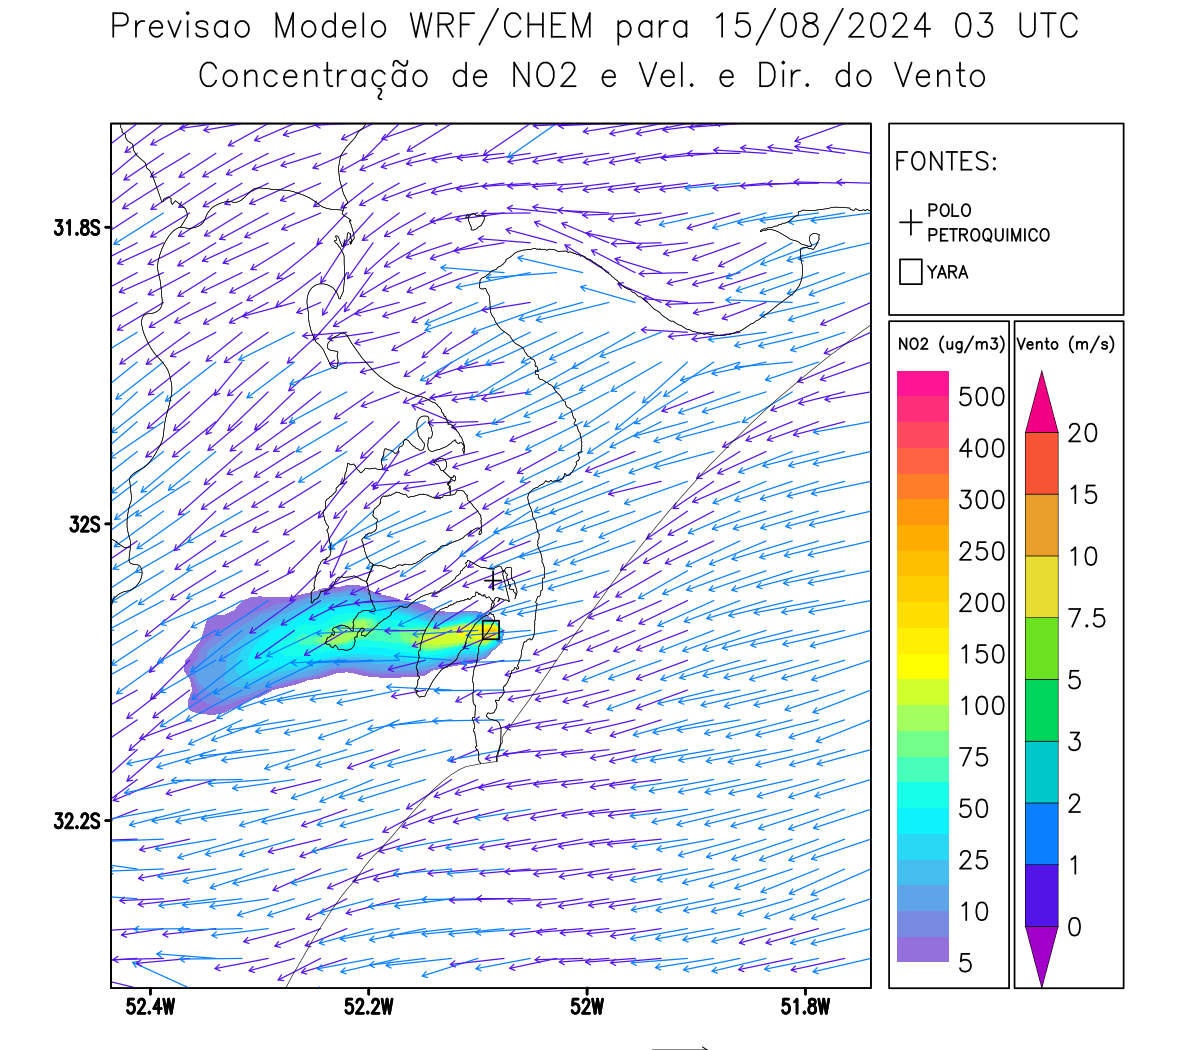 Previsao Modelo WRF/CHEM para 15/08/2024 03 UTC
Concentração de NO2 e Vel. e Dir. do Vento
FONTES:
POLO
PETROQUIMICO
YARA
NO2 (ug/m3)
500
400
300
250
200
150
100
75
50
25
10
5
Vento (m/s)
20
15
10
7.5
5
3
2
1
0
31.8S
32S
32.2S
52.4W
52.2W
52W
51.8W